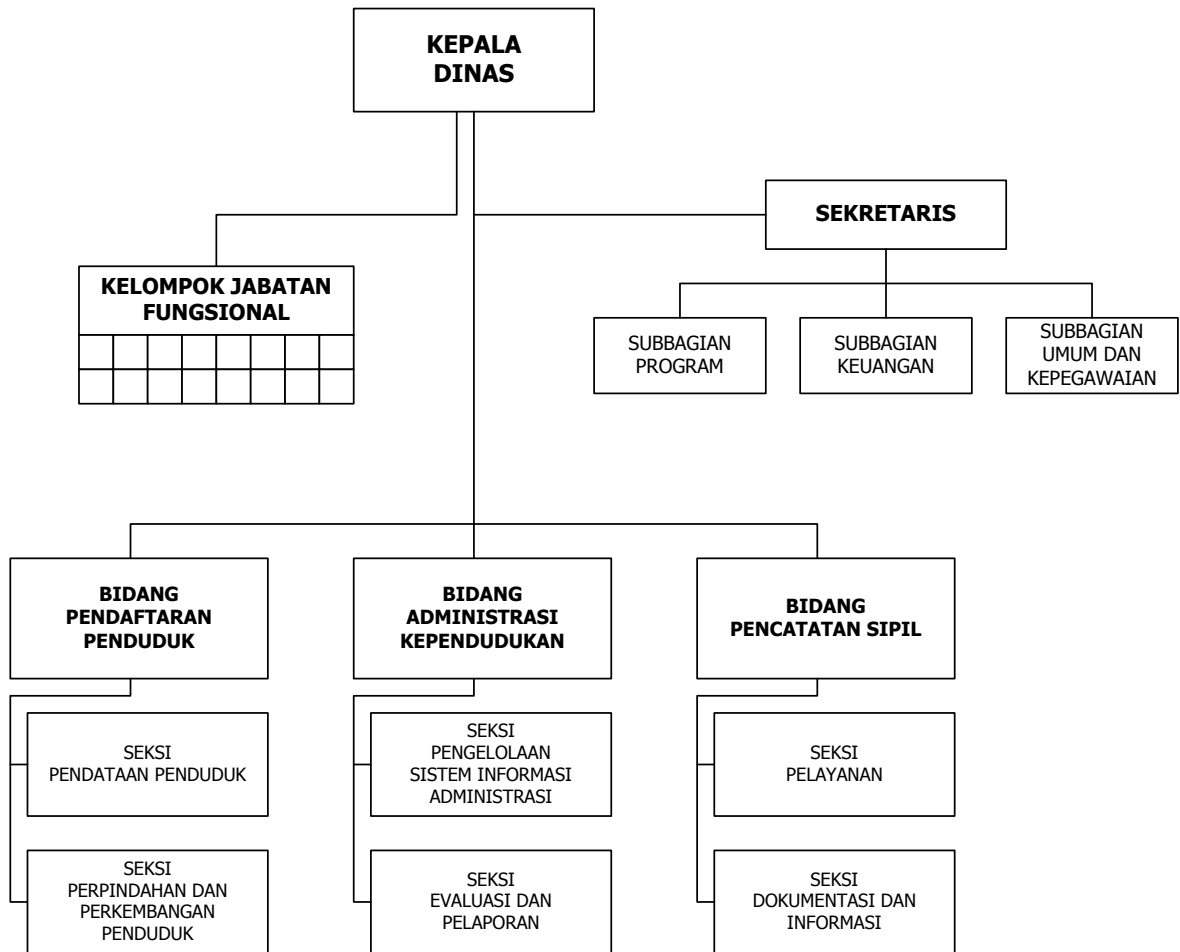 KEPALA
DINAS
SEKRETARIS
KELOMPOK JABATAN
FUNGSIONAL
SUBBAGIAN
PROGRAM
SUBBAGIAN
KEUANGAN
SUBBAGIAN
UMUM DAN
KEPEGAWAIAN
BIDANG
PENDAFTARAN
PENDUDUK
BIDANG
ADMINISTRASI
KEPENDUDUKAN
BIDANG
PENCATATAN SIPIL
SEKSI
PENDATAAN PENDUDUK
SEKSI
PENGELOLAAN
SISTEM INFORMASI
ADMINISTRASI
SEKSI
PELAYANAN
SEKSI
PERPINDAHAN DAN
PERKEMBANGAN
PENDUDUK
SEKSI
EVALUASI DAN
PELAPORAN
SEKSI
DOKUMENTASI DAN
INFORMASI